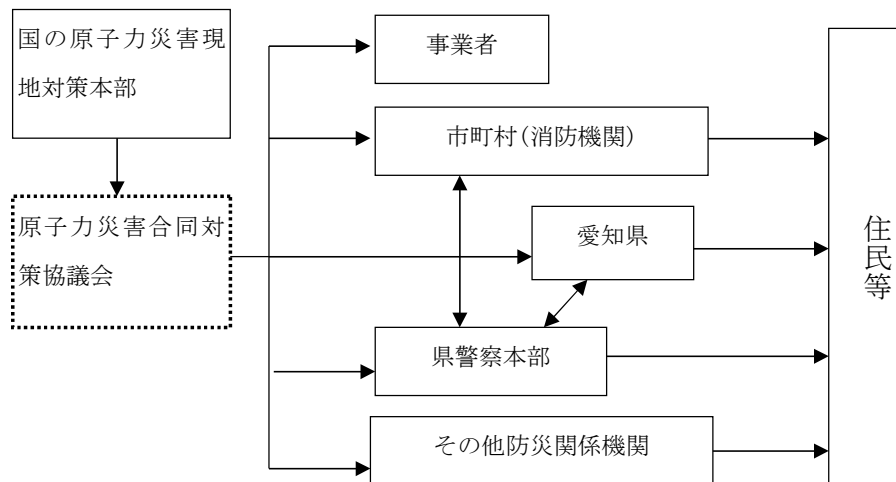 国の原子力災害現
地対策本部
原子力災害合同対
策協議会
事業者
市町村(消防機関)
愛知県
県警察本部
その他防災関係機関
住民等